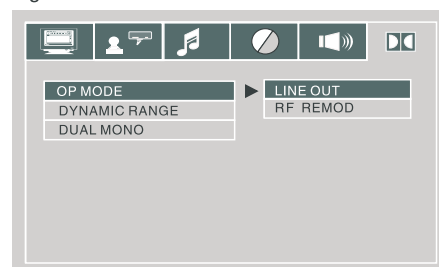 OP MODE
DYNAMIC RANGE
DUAL MONO
LINE OUT
RF REMOD